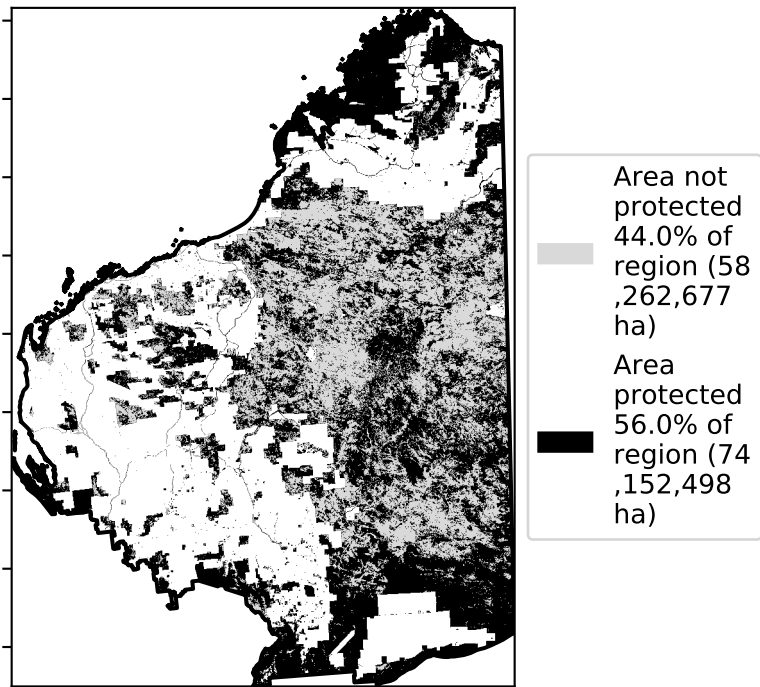 Area not
protected
44.0% of
region (58
,262,677
ha)
Area
protected
56.0% of
region (74
,152,498
ha)